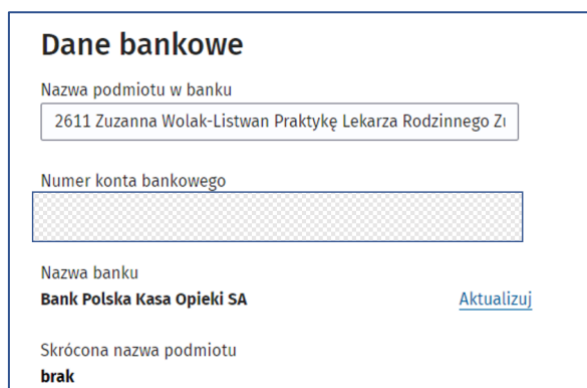 Dane bankowe
Nazwa podmiotu w banku
2611 Zuzanna Wolak-Listwan Praktykę Lekarza Rodzinnego
Numer konta bankowego
Nazwa banku
Bank Polska Kasa Opieki SA Aktualizuj
Skrócona nazwa podmiotu
brak